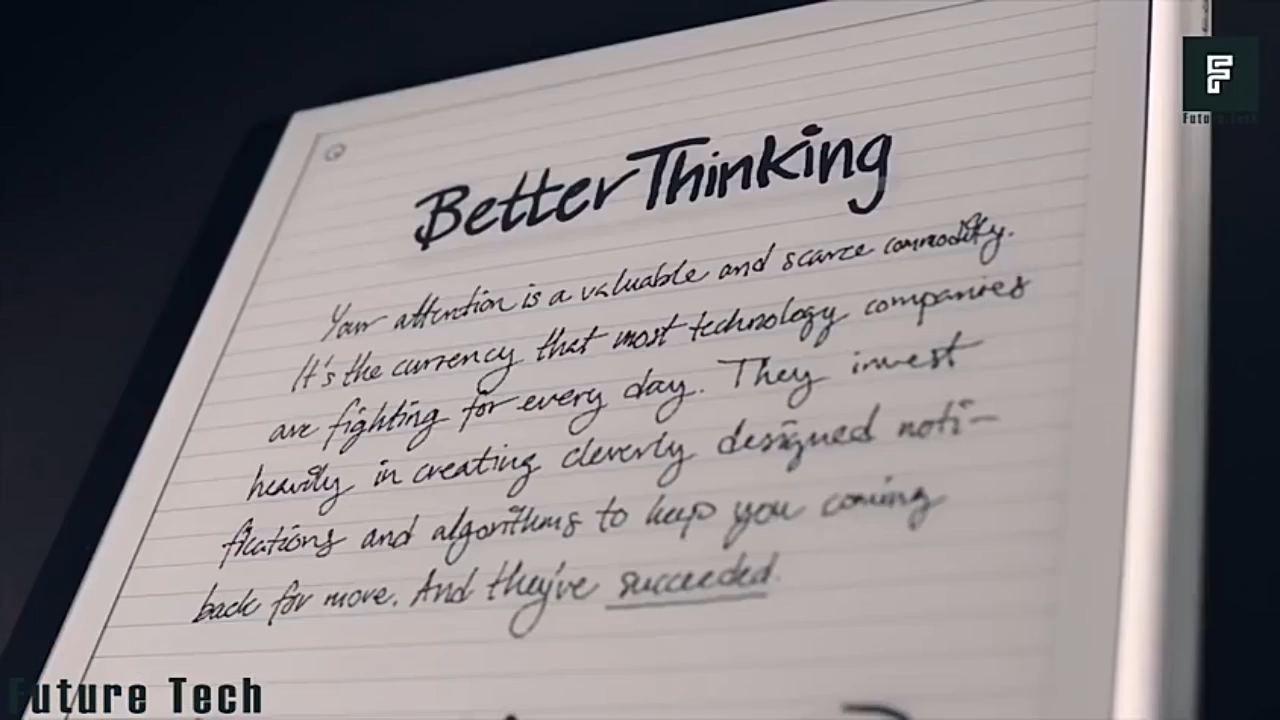 Better Thinking
Your attention is a valuable and scarce commodity.
It's the currency that most technology companies
are fighting for every day. They invest
heavily in creating cleverly designed noti-
fications and algorithms to keep you coming
back for more. And they've succeeded.
Future Tech
Future Tech